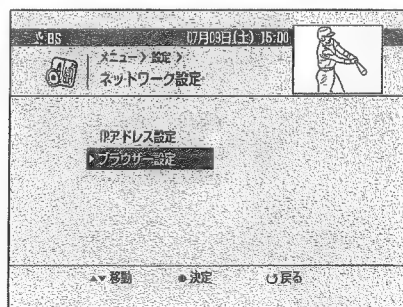 BS 07月09日(土) 15:00
メニュー〉設定〉
ネットワーク設定
IPアドレス設定
ブラウザー設定
▲▼移動 ●決定 戻る